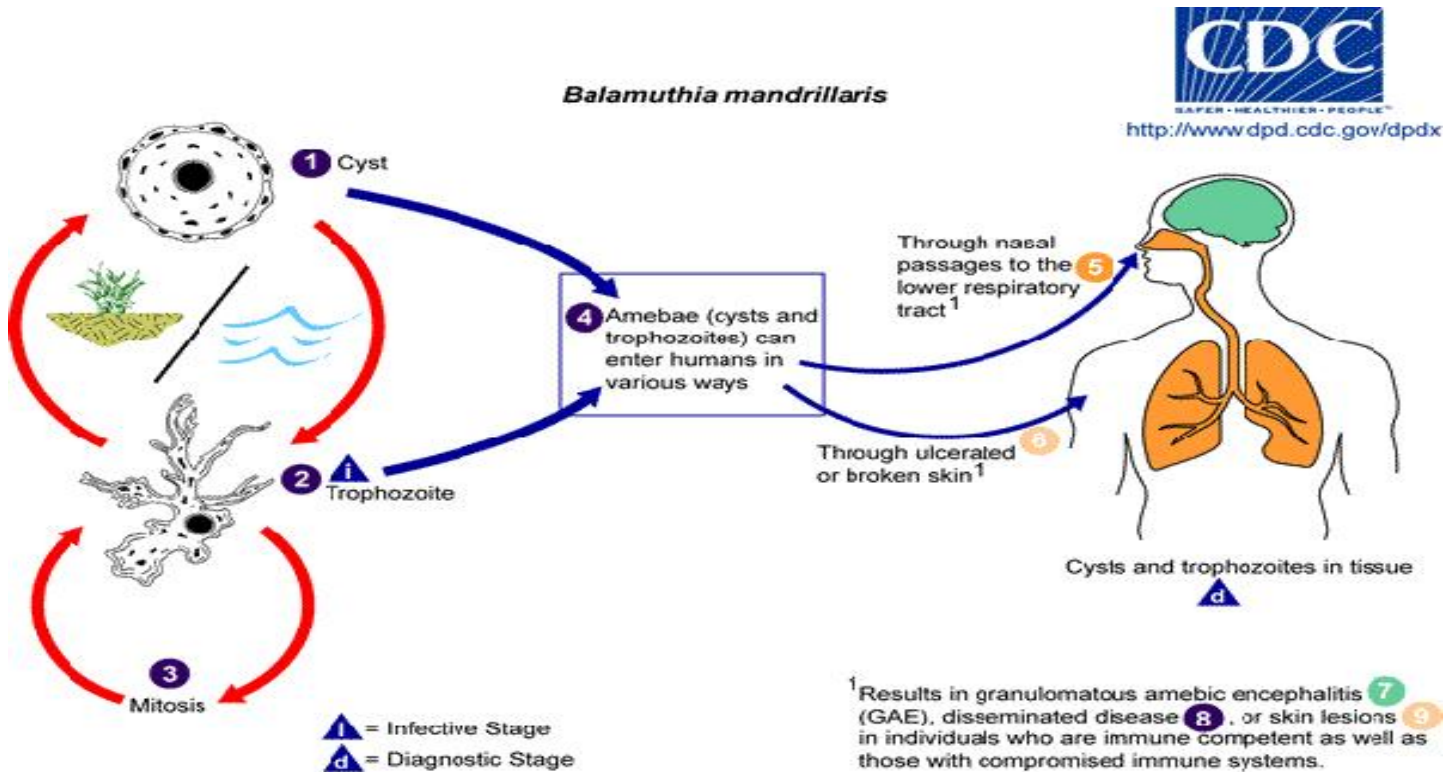 CDC
SAFER • HEALTHIER • PEOPLE™
http://www.dpd.cdc.gov/dpdx
Balamuthia mandrillaris
1 Cyst
2 i
Trophozoite
3
Mitosis
4 Amebae (cysts and
trophozoites) can
enter humans in
various ways
Through nasal
passages to the 5
lower respiratory
tract1
Through ulcerated 6
or broken skin1
Cysts and trophozoites in tissue
d
i = Infective Stage
d = Diagnostic Stage
1Results in granulomatous amebic encephalitis 7
(GAE), disseminated disease 8 , or skin lesions 9
in individuals who are immune competent as well as
those with compromised immune systems.